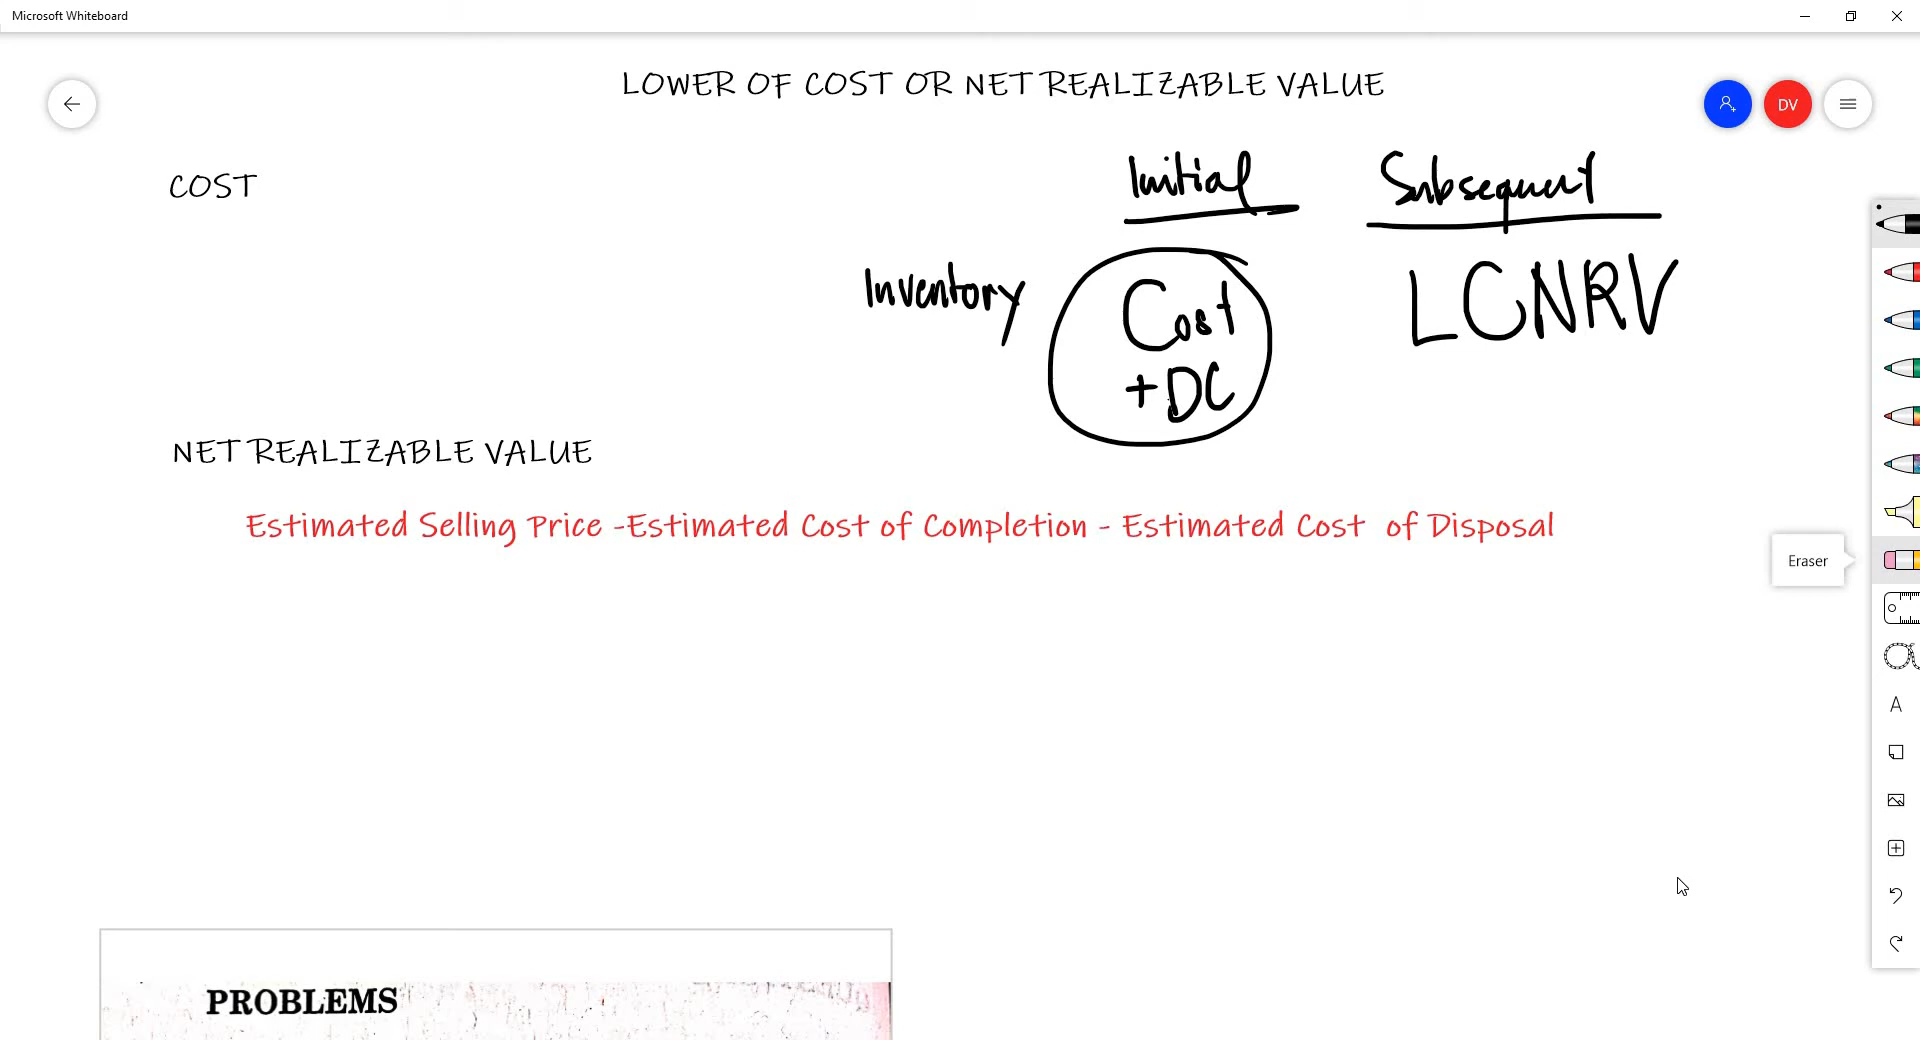 Microsoft Whiteboard
LOWER OF COST OR NET REALIZABLE VALUE
DV
COST
Initial Subsequent
Inventory Cost LCNRV
+ DC
NET REALIZABLE VALUE
Estimated Selling Price -Estimated Cost of Completion - Estimated Cost of Disposal
Eraser
A
PROBLEMS